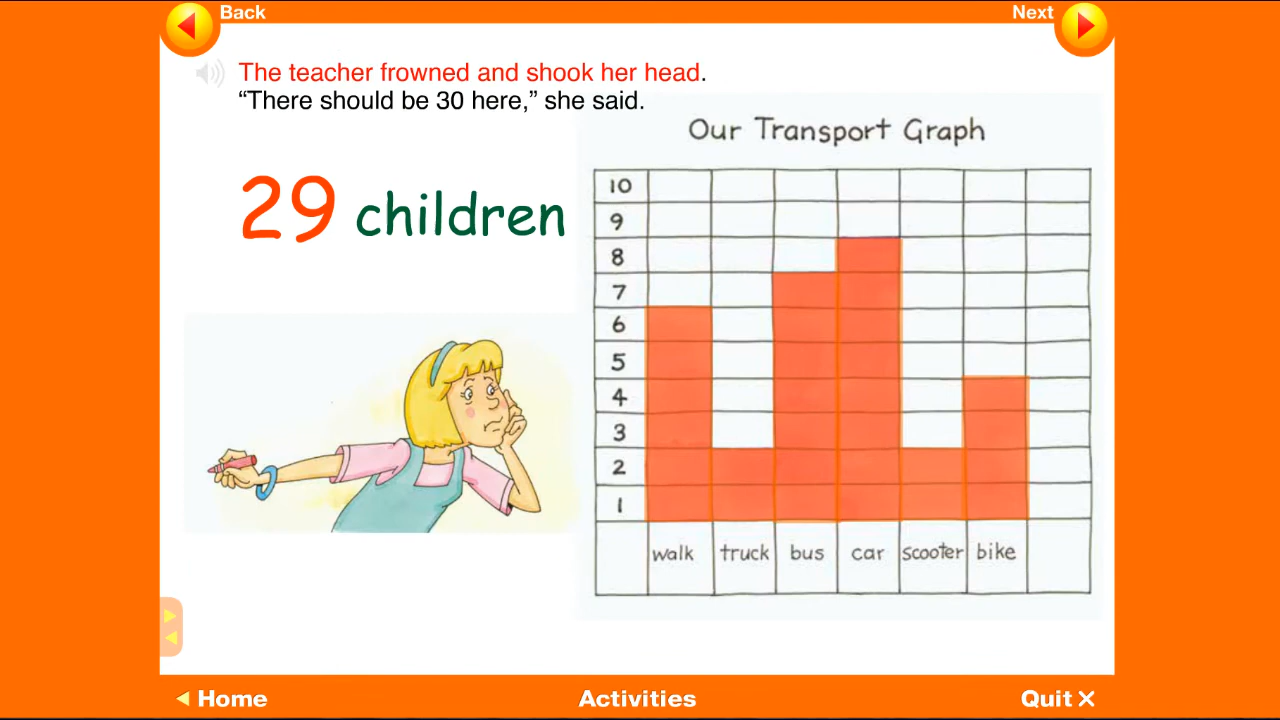 Back
Next
The teacher frowned and shook her head.
“There should be 30 here,” she said.
29 children
Our Transport Graph
10
9
8
7
6
5
4
3
2
1
walk truck bus car scooter bike
Home
Activities
Quit